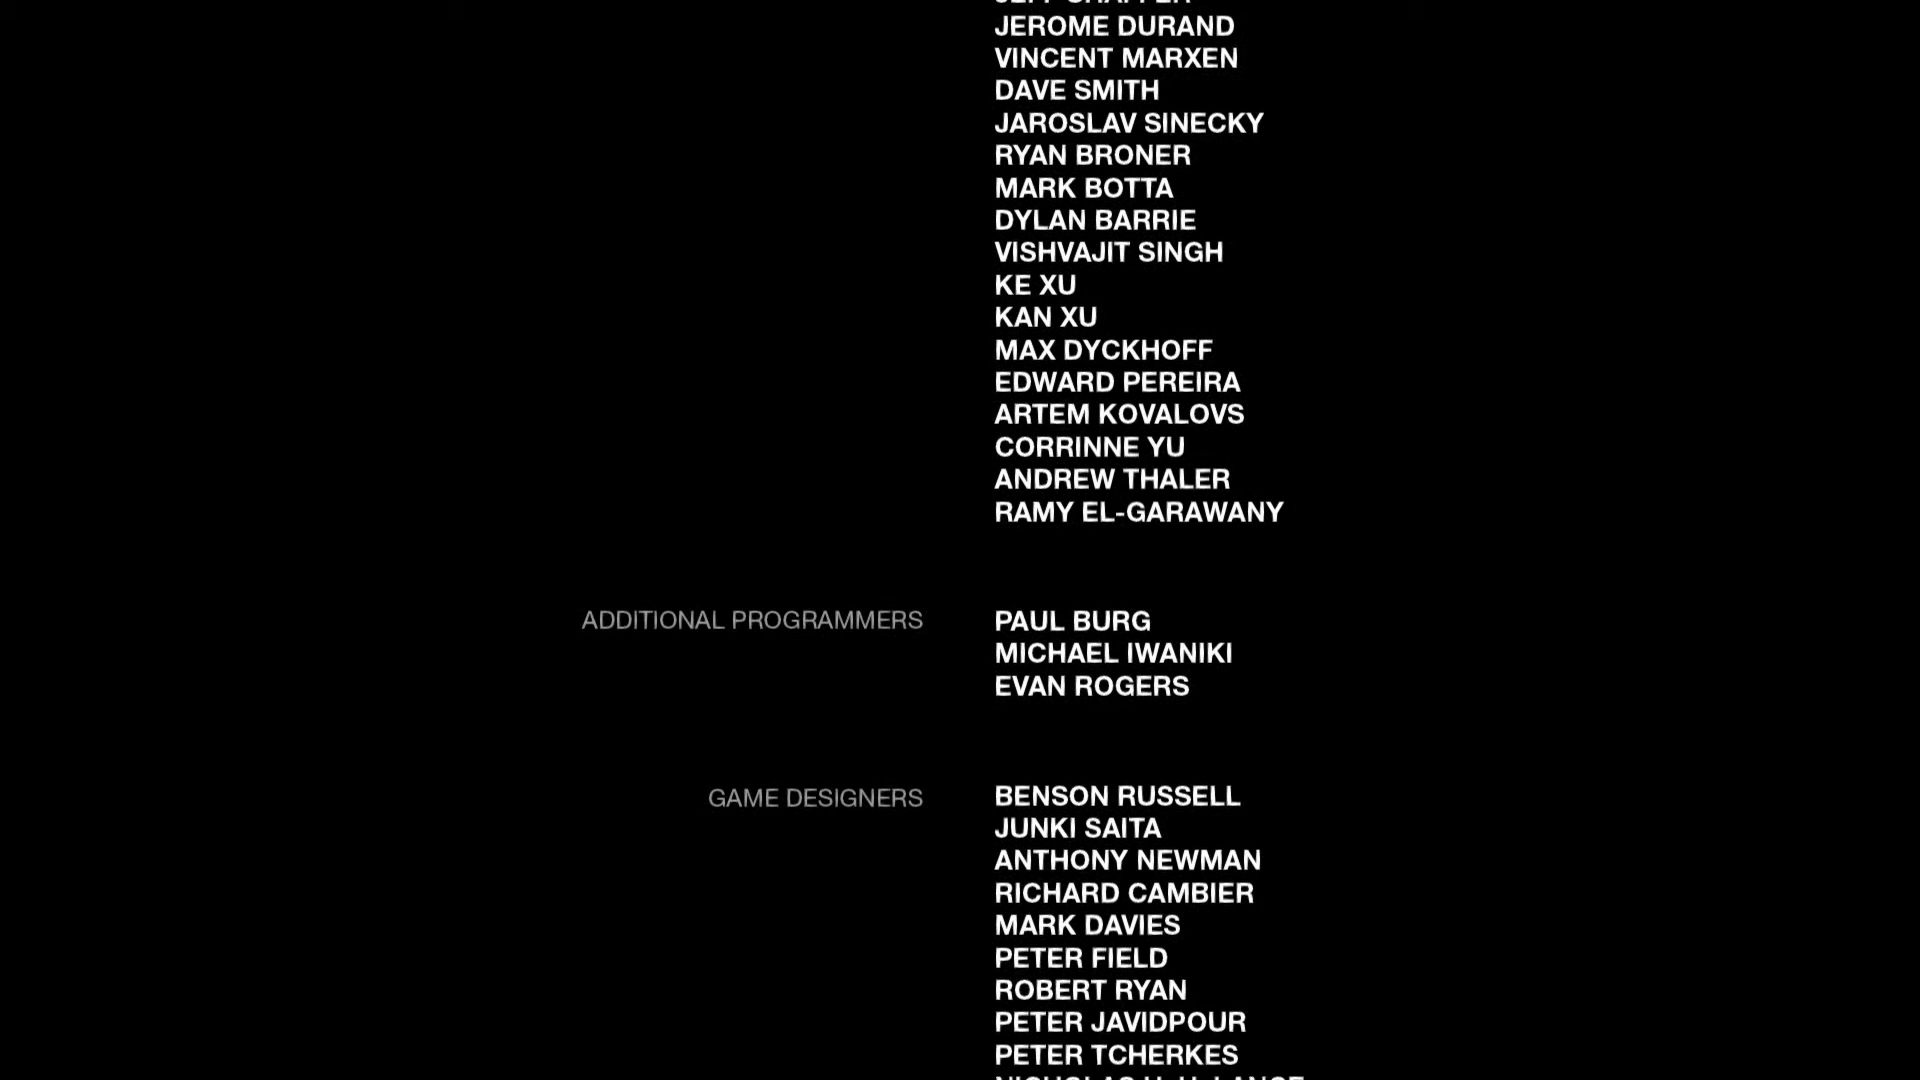 JEROME DURAND
VINCENT MARXEN
DAVE SMITH
JAROSLAV SINECKY
RYAN BRONER
MARK BOTTA
DYLAN BARRIE
VISHVAJIT SINGH
KE XU
KAN XU
MAX DYCKHOFF
EDWARD PEREIRA
ARTEM KOVALOVS
CORRINNE YU
ANDREW THALER
RAMY EL-GARAWANY
ADDITIONAL PROGRAMMERS PAUL BURG
MICHAEL IWANIKI
EVAN ROGERS
GAME DESIGNERS BENSON RUSSELL
JUNKI SAITA
ANTHONY NEWMAN
RICHARD CAMBIER
MARK DAVIES
PETER FIELD
ROBERT RYAN
PETER JAVIDPOUR
PETER TCHERKES